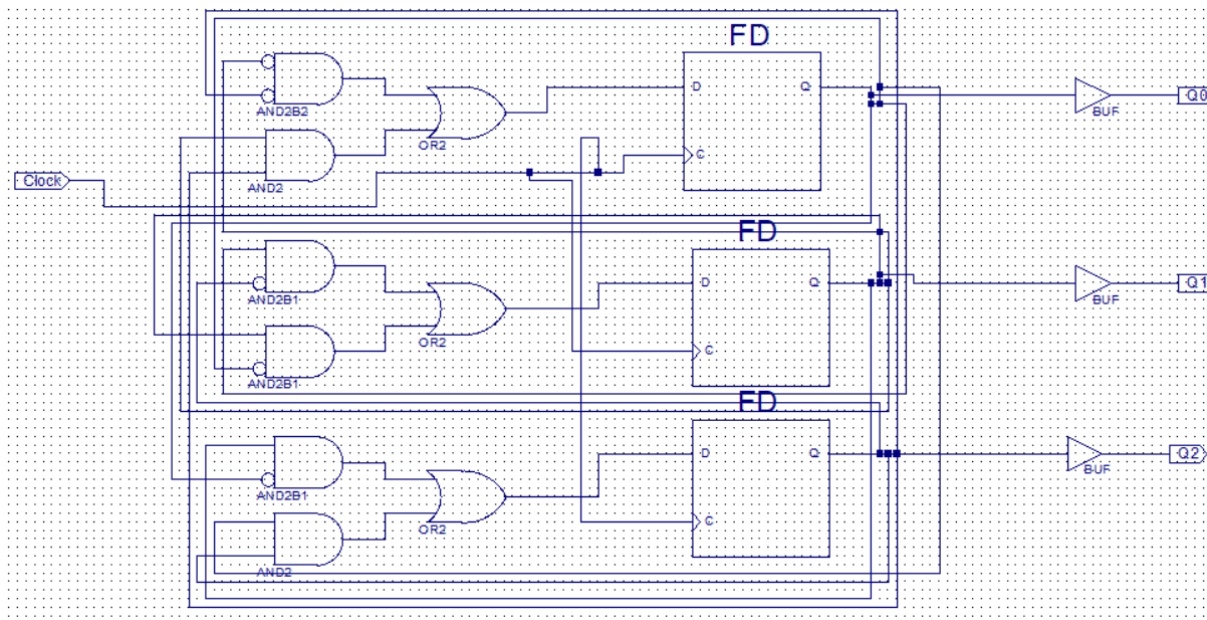 FD
D
Q
AND2B2
OR2
C
BUF
Q0
AND2
Clock
FD
D
Q
AND2B1
OR2
C
BUF
Q1
AND2B1
FD
D
Q
AND2B1
OR2
C
BUF
Q2
AND2